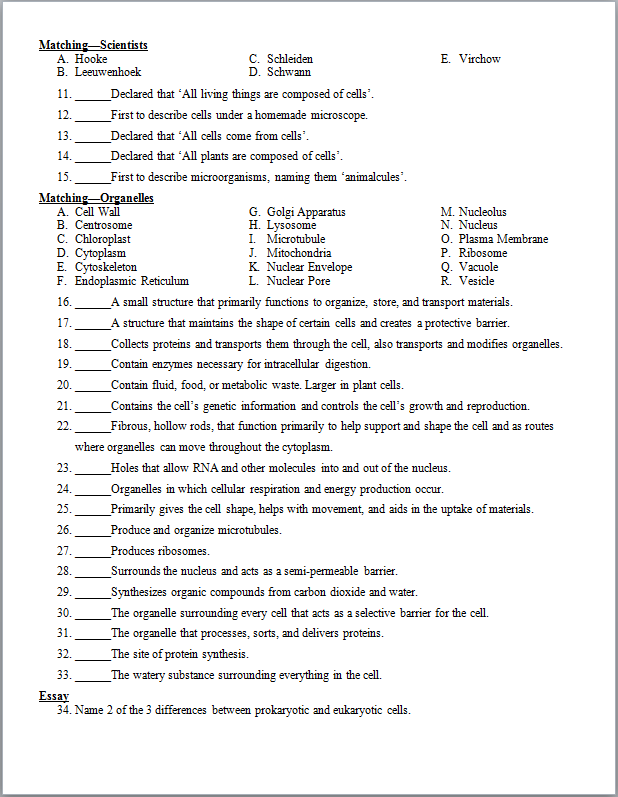 Matching—Scientists
A. Hooke C. Schleiden E. Virchow
B. Leeuwenhoek D. Schwann
11. ______Declared that ‘All living things are composed of cells’.
12. ______First to describe cells under a homemade microscope.
13. ______Declared that ‘All cells come from cells’.
14. ______Declared that ‘All plants are composed of cells’.
15. ______First to describe microorganisms, naming them ‘animalcules’.
Matching—Organelles
A. Cell Wall G. Golgi Apparatus M. Nucleolus
B. Centrosome H. Lysosome N. Nucleus
C. Chloroplast I. Microtubule O. Plasma Membrane
D. Cytoplasm J. Mitochondria P. Ribosome
E. Cytoskeleton K. Nuclear Envelope Q. Vacuole
F. Endoplasmic Reticulum L. Nuclear Pore R. Vesicle
16. ______A small structure that primarily functions to organize, store, and transport materials.
17. ______A structure that maintains the shape of certain cells and creates a protective barrier.
18. ______Collects proteins and transports them through the cell, also transports and modifies organelles.
19. ______Contain enzymes necessary for intracellular digestion.
20. ______Contain fluid, food, or metabolic waste. Larger in plant cells.
21. ______Contains the cell’s genetic information and controls the cell’s growth and reproduction.
22. ______Fibrous, hollow rods, that function primarily to help support and shape the cell and as routes
where organelles can move throughout the cytoplasm.
23. ______Holes that allow RNA and other molecules into and out of the nucleus.
24. ______Organelles in which cellular respiration and energy production occur.
25. ______Primarily gives the cell shape, helps with movement, and aids in the uptake of materials.
26. ______Produce and organize microtubules.
27. ______Produces ribosomes.
28. ______Surrounds the nucleus and acts as a semi-permeable barrier.
29. ______Synthesizes organic compounds from carbon dioxide and water.
30. ______The organelle surrounding every cell that acts as a selective barrier for the cell.
31. ______The organelle that processes, sorts, and delivers proteins.
32. ______The site of protein synthesis.
33. ______The watery substance surrounding everything in the cell.
Essay
34. Name 2 of the 3 differences between prokaryotic and eukaryotic cells.